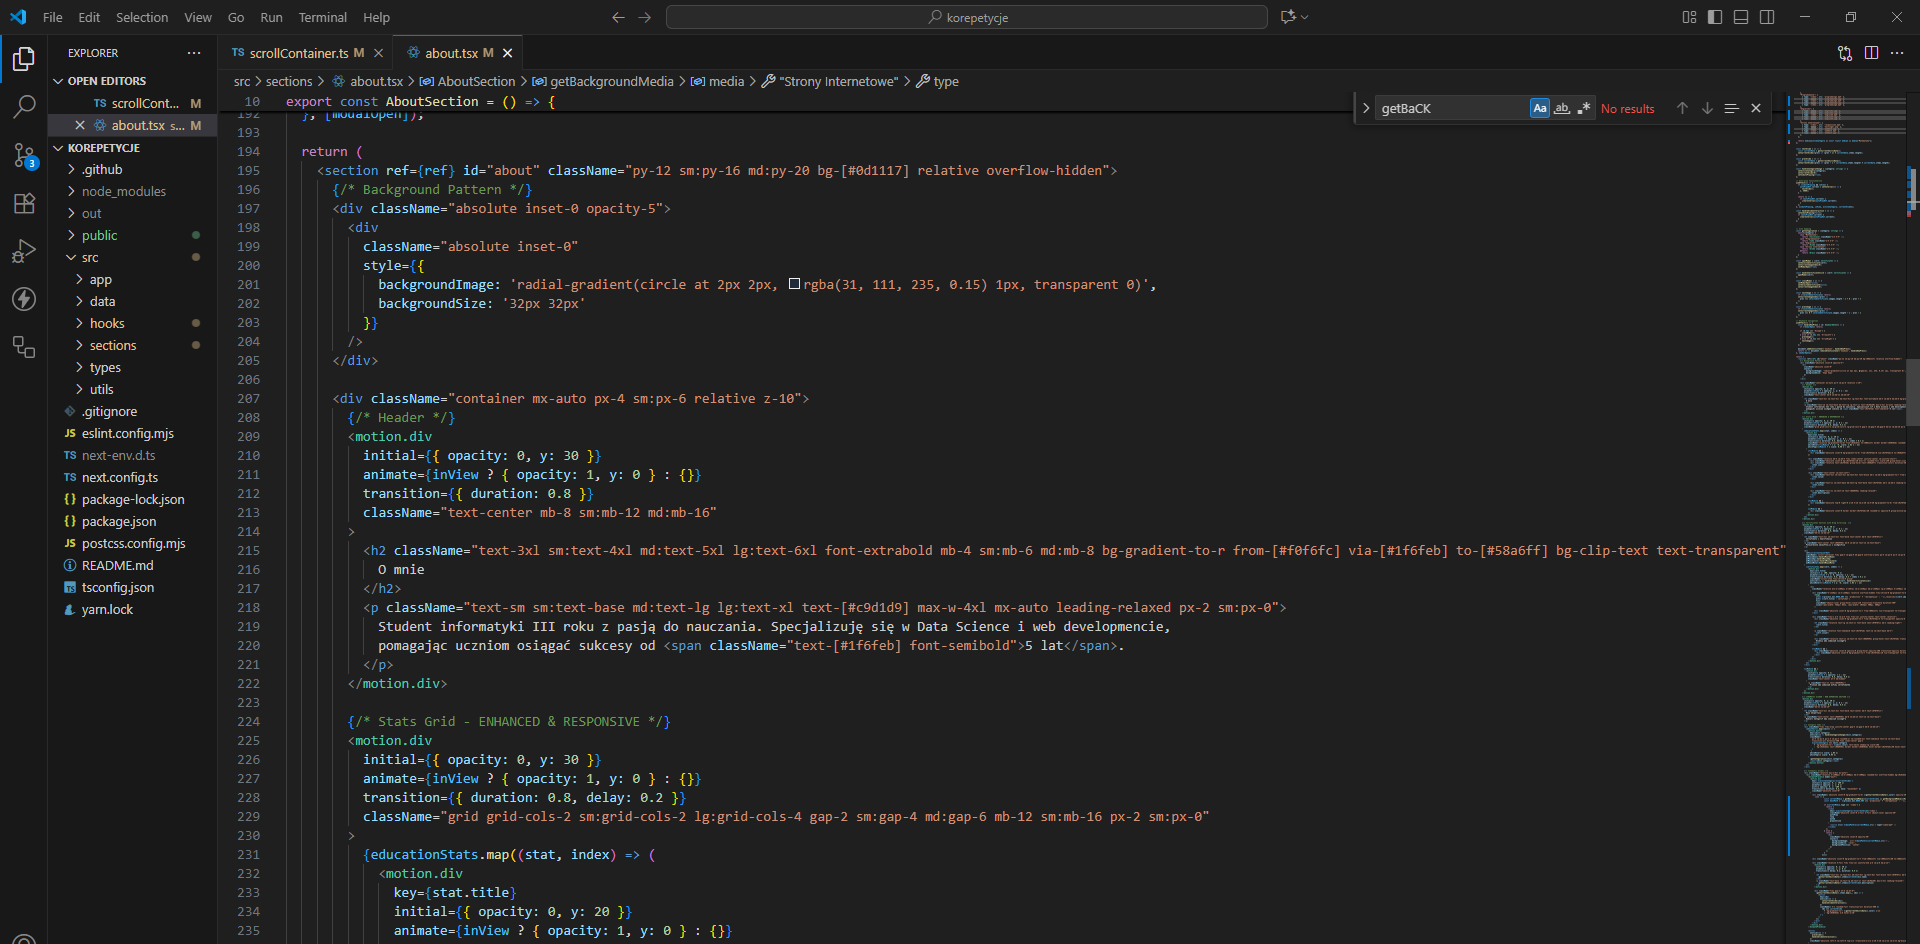 File Edit Selection View Go Run Terminal Help
korepetycje
EXPLORER
OPEN EDITORS
TS scrollCont... M
about.tsx s... M
KOREPETYCJE
.github
node_modules
out
public
src
app
data
hooks
sections
types
utils
.gitignore
JS eslint.config.mjs
TS next-env.d.ts
TS next.config.ts
{} package-lock.json
{} package.json
JS postcss.config.mjs
README.md
tsconfig.json
yarn.lock
3
TS scrollContainer.ts M
about.tsx M
src > sections > about.tsx > AboutSection > getBackgroundMedia > media > "Strony Internetowe" > type
getBaCK Aa ab No results
10 export const AboutSection = () => {
192 }, [modalOpen]);
193
194 return (
195 <section ref={ref} id="about" className="py-12 sm:py-16 md:py-20 bg-[#0d1117] relative overflow-hidden">
196 {/* Background Pattern */}
197 <div className="absolute inset-0 opacity-5">
198 <div
199 className="absolute inset-0"
200 style={{
201 backgroundImage: 'radial-gradient(circle at 2px 2px, rgba(31, 111, 235, 0.15) 1px, transparent 0)',
202 backgroundSize: '32px 32px'
203 }}
204 />
205 </div>
206
207 <div className="container mx-auto px-4 sm:px-6 relative z-10">
208 {/* Header */}
209 <motion.div
210 initial={{ opacity: 0, y: 30 }}
211 animate={inView ? { opacity: 1, y: 0 } : {}}
212 transition={{ duration: 0.8 }}
213 className="text-center mb-8 sm:mb-12 md:mb-16"
214 >
215 <h2 className="text-3xl sm:text-4xl md:text-5xl lg:text-6xl font-extrabold mb-4 sm:mb-6 md:mb-8 bg-gradient-to-r from-[#f0f6fc] via-[#1f6feb] to-[#58a6ff] bg-clip-text text-transparent"
216 O mnie
217 </h2>
218 <p className="text-sm sm:text-base md:text-lg lg:text-xl text-[#c9d1d9] max-w-4xl mx-auto leading-relaxed px-2 sm:px-0">
219 Student informatyki III roku z pasją do nauczania. Specjalizuję się w Data Science i web developmencie,
220 pomagając uczniom osiągać sukcesy od <span className="text-[#1f6feb] font-semibold">5 lat</span>.
221 </p>
222 </motion.div>
223
224 {/* Stats Grid - ENHANCED & RESPONSIVE */}
225 <motion.div
226 initial={{ opacity: 0, y: 30 }}
227 animate={inView ? { opacity: 1, y: 0 } : {}}
228 transition={{ duration: 0.8, delay: 0.2 }}
229 className="grid grid-cols-2 sm:grid-cols-2 lg:grid-cols-4 gap-2 sm:gap-4 md:gap-6 mb-12 sm:mb-16 px-2 sm:px-0"
230 >
231 {educationStats.map((stat, index) => (
232 <motion.div
233 key={stat.title}
234 initial={{ opacity: 0, y: 20 }}
235 animate={inView ? { opacity: 1, y: 0 } : {}}